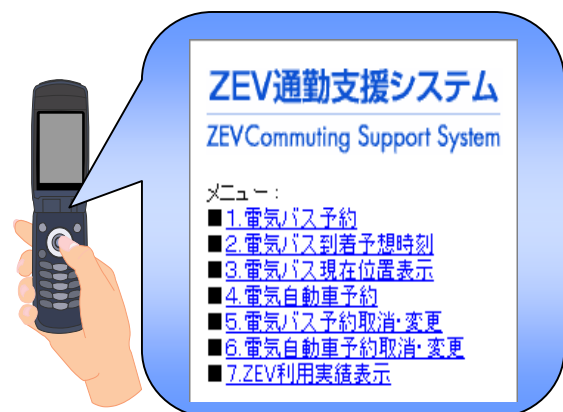 ZEV通勤支援システム
ZEVCommuting Support System
メニュー:
■1.電気バス予約
■2.電気バス到着予想時刻
■3.電気バス現在位置表示
■4.電気自動車予約
■5.電気バス予約取消・変更
■6.電気自動車予約取消・変更
■7.ZEV利用実績表示